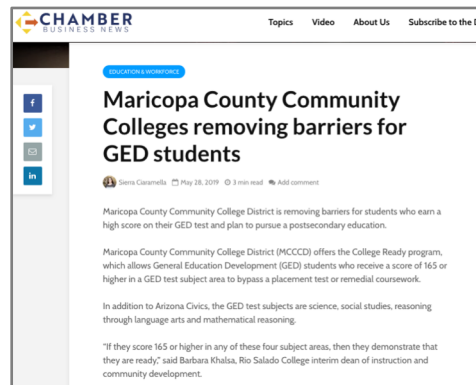 CHAMBER
BUSINESS NEWS
Topics Video About Us Subscribe to the
EDUCATION & WORKFORCE
Maricopa County Community
Colleges removing barriers for
GED students
Sierra Ciaramella May 28, 2019 3 min read Add comment
Maricopa County Community College District is removing barriers for students who earn a
high score on their GED test and plan to pursue a postsecondary education.
Maricopa County Community College District (MCCCD) offers the College Ready program,
which allows General Education Development (GED) students who receive a score of 165 or
higher in a GED test subject area to bypass a placement test or remedial coursework.
In addition to Arizona Civics, the GED test subjects are science, social studies, reasoning
through language arts and mathematical reasoning.
"If they score 165 or higher in any of these four subject areas, then they demonstrate that
they are ready," said Barbara Khalsa, Rio Salado College interim dean of instruction and
community development.